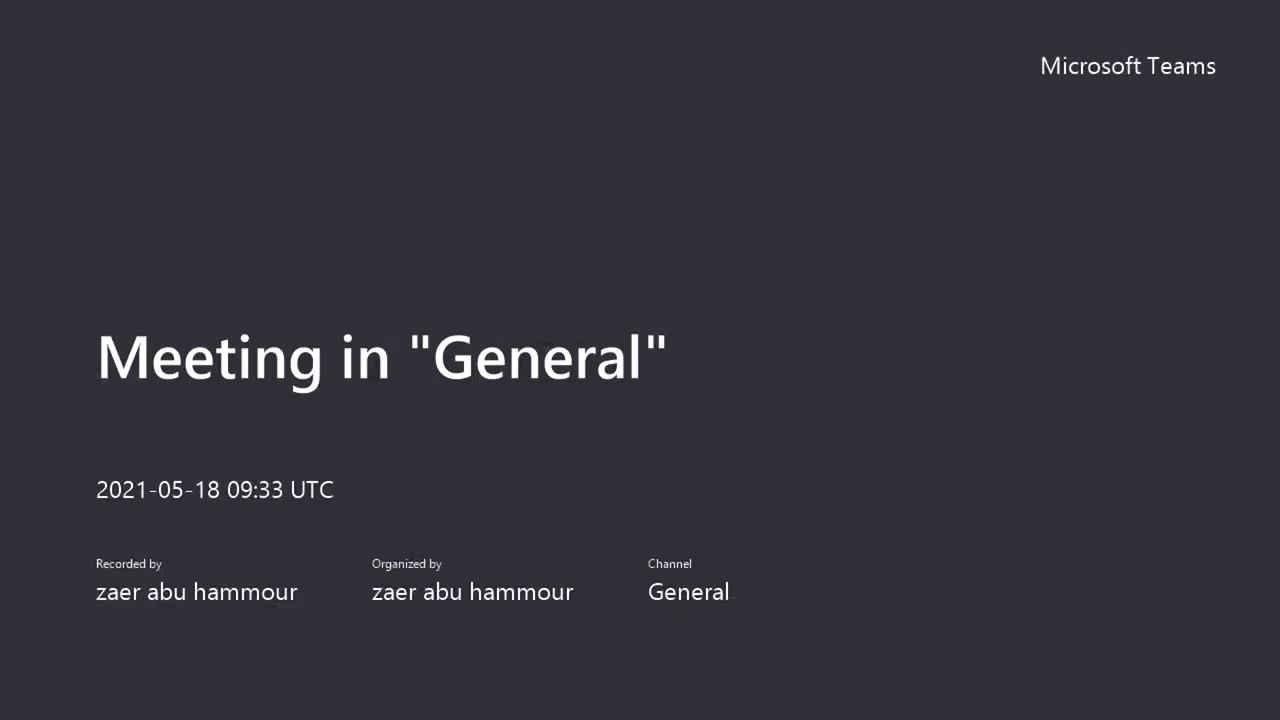 Microsoft Teams
Meeting in "General"
2021-05-18 09:33 UTC
Recorded by
zaer abu hammour
Organized by
zaer abu hammour
Channel
General